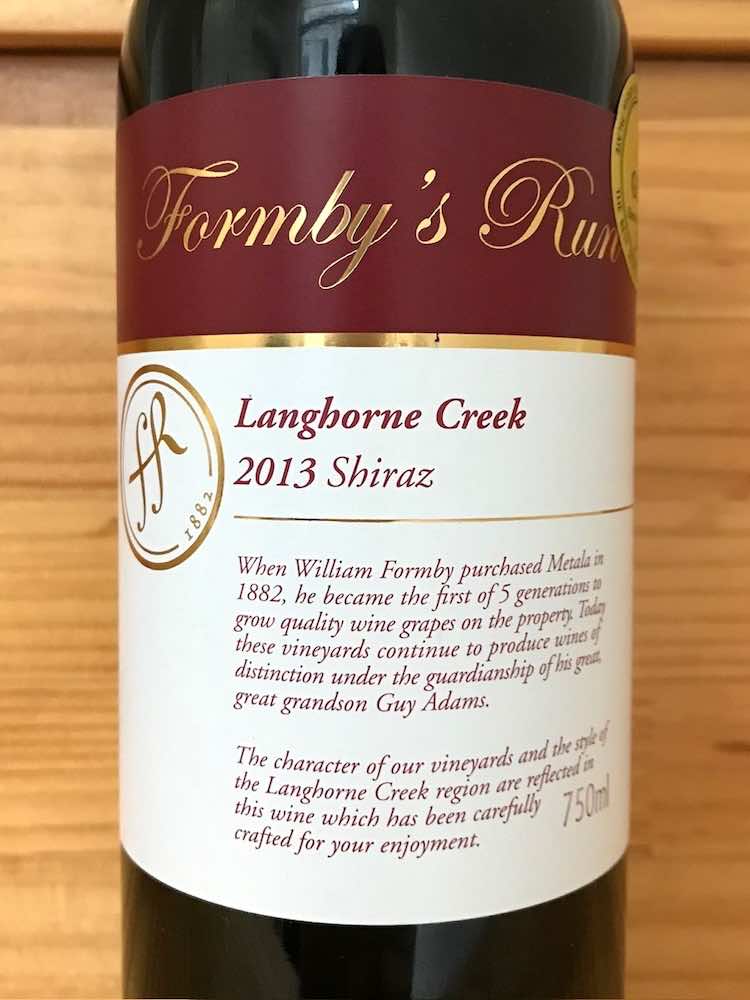 Formby's Run
Langhorne Creek
2013 Shiraz
fR
1882
When William Formby purchased Metala in
1882, he became the first of 5 generations to
grow quality wine grapes on the property. Today
these vineyards continue to produce wines of
distinction under the guardianship of his great,
great grandson Guy Adams.
The character of our vineyards and the style of
the Langhorne Creek region are reflected in
this wine which has been carefully
crafted for your enjoyment.
750ml